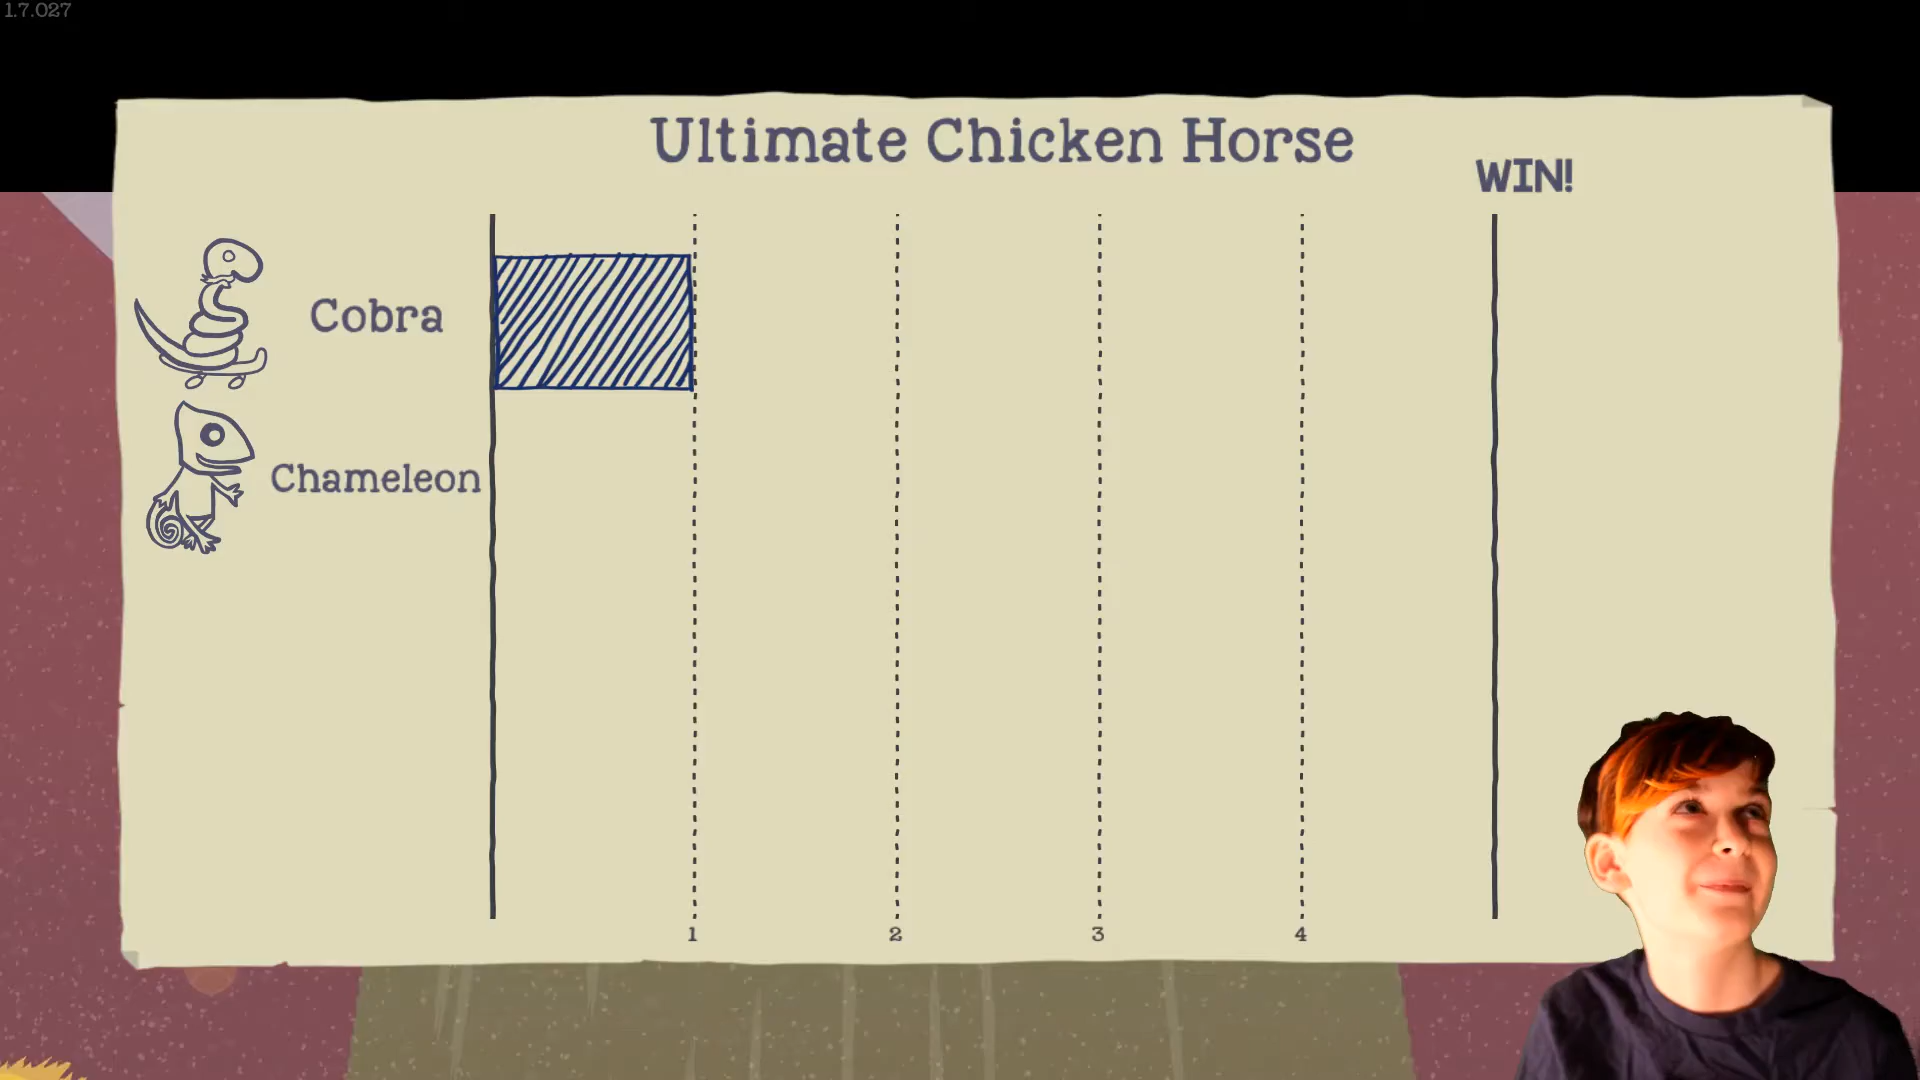 1.7.027
Ultimate Chicken Horse
WIN!
Cobra
Chameleon
1 2 3 4